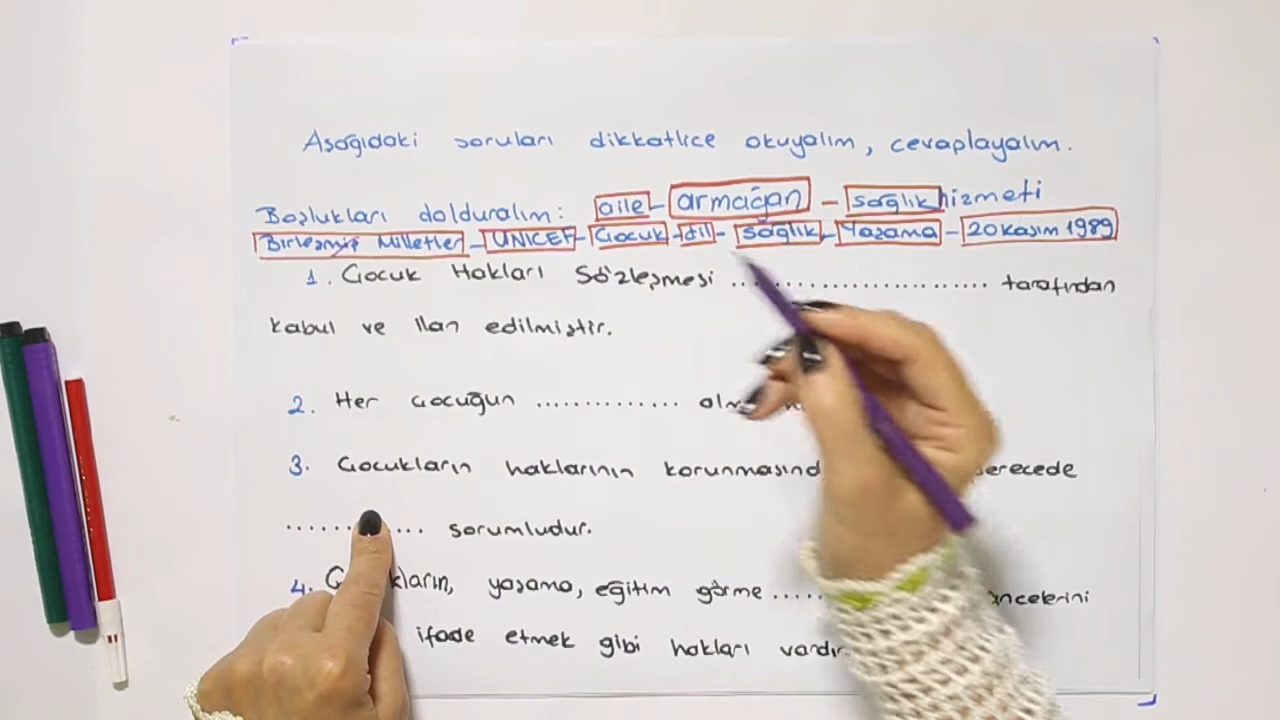 Aşağıdaki soruları dikkatlice okuyalım, cevaplayalım.
Boşlukları dolduralım: aile - armağan - sağlık hizmeti
Birleşmiş Milletler - UNICEF - Çocuk - dil - sağlık - Yaşama - 20 Kasım 1989
1. Çocuk Hakları Sözleşmesi ........................ tarafından
kabul ve ilan edilmiştir.
2. Her çocuğun ..............
3. Çocukların haklarının korunmasında
.............. sorumludur.
4. yaşama, eğitim görme .....
ifade etmek gibi hakları vardır